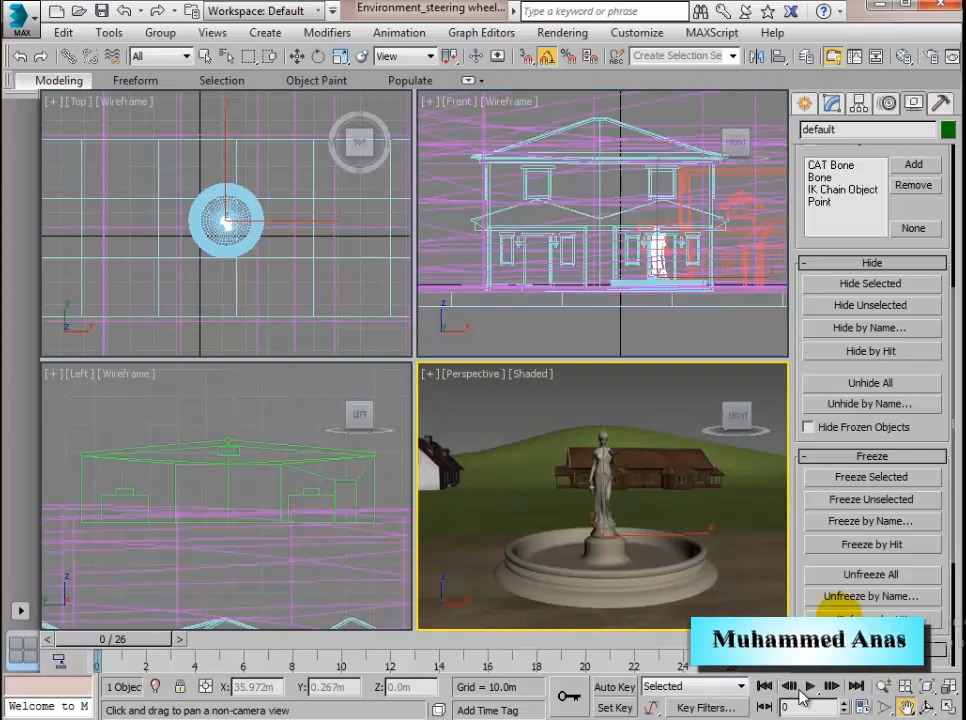 MAX
Workspace: Default
Environment_steering wheel...
Type a keyword or phrase
Edit Tools Group Views Create Modifiers Animation Graph Editors Rendering Customize MAXScript Help
All View Create Selection Se
Modeling Freeform Selection Object Paint Populate
[+] [Top] [Wireframe]
TOP
[+] [Front] [Wireframe]
FRONT
default
CAT Bone
Bone
IK Chain Object
Point
Add
Remove
None
- Hide
Hide Selected
Hide Unselected
Hide by Name...
Hide by Hit
Unhide All
Unhide by Name...
Hide Frozen Objects
- Freeze
Freeze Selected
Freeze Unselected
Freeze by Name...
Freeze by Hit
Unfreeze All
Unfreeze by Name...
[+] [Left] [Wireframe]
LEFT
[+] [Perspective] [Shaded]
FRONT
Muhammed Anas
< 0 / 26 >
0 2 4 6 8 10 12 14 16 18 20 22 24
1 Object X: 35.972m Y: 0.267m Z: 0.0m Grid = 10.0m Auto Key Selected
Welcome to M Click and drag to pan a non-camera view Add Time Tag Set K. Key Filters... 0